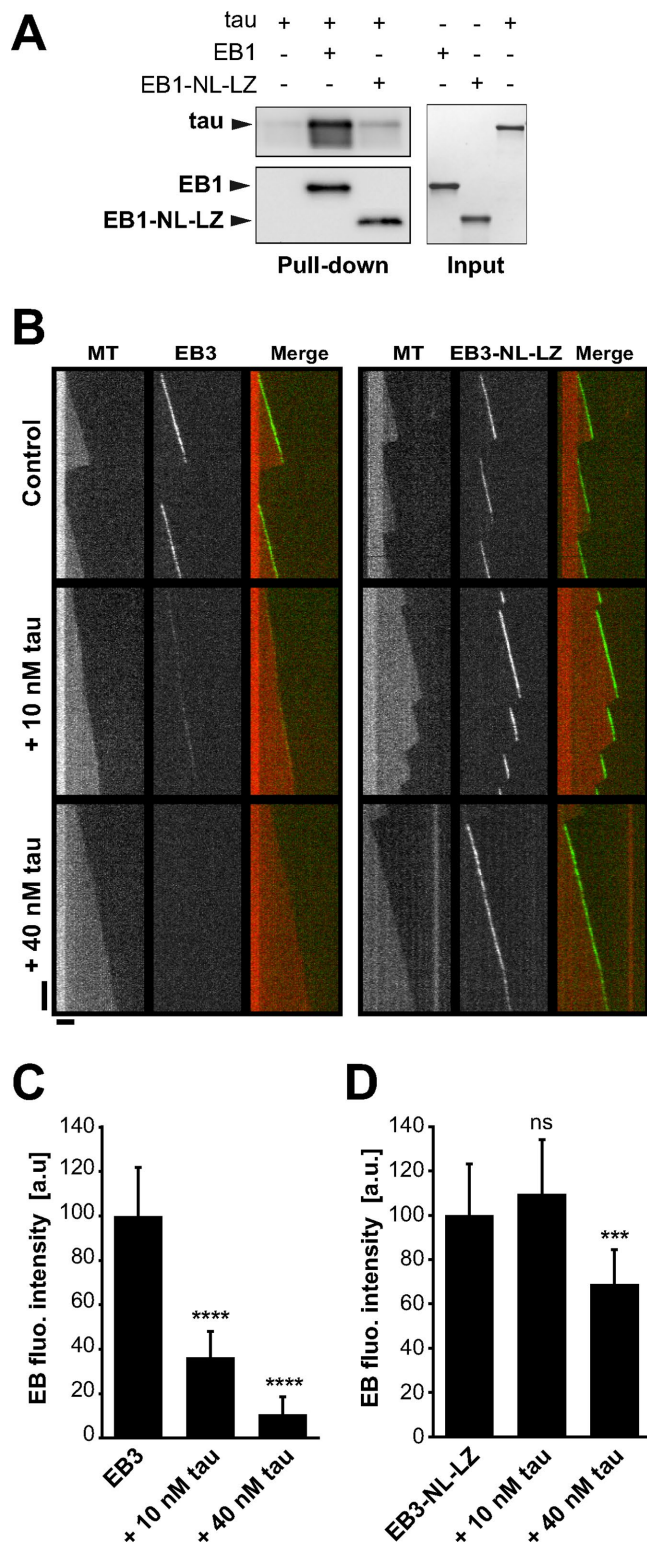 A
tau + + + - - +
EB1 - + - + - -
EB1-NL-LZ - - + - + -
tau
EB1
EB1-NL-LZ
Pull-down Input
B
MT EB3 Merge MT EB3-NL-LZ Merge
Control
+ 10 nM tau
+ 40 nM tau
C
EB fluo. intensity [a.u]
140
120
100
80
60
40
20
0
****
****
EB3
+ 10 nM tau
+ 40 nM tau
D
EB fluo. intensity [a.u.]
140
120
100
80
60
40
20
0
ns
***
EB3-NL-LZ
+ 10 nM tau
+ 40 nM tau